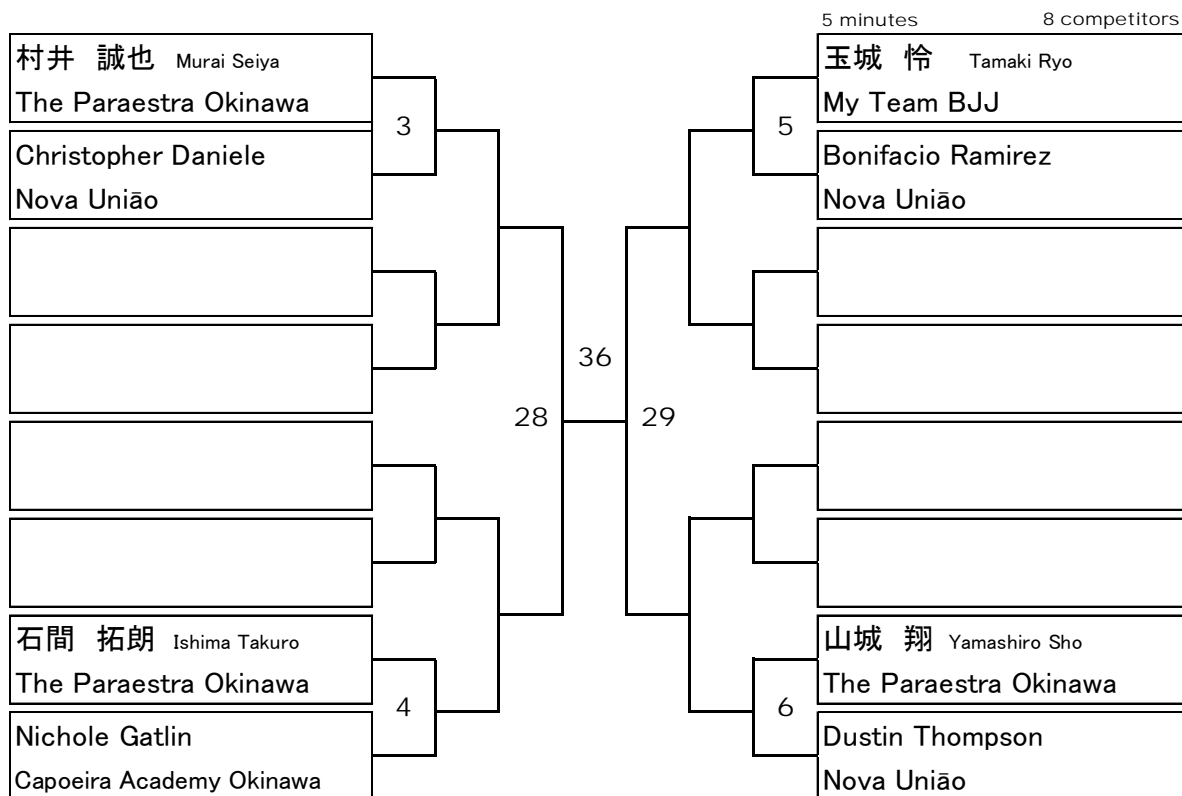 5 minutes 8 competitors
村井 誠也 Murai Seiya
The Paraestra Okinawa
3
Christopher Daniele
Nova Uniāo
28
石間 拓朗 Ishima Takuro
The Paraestra Okinawa
4
Nichole Gatlin
Capoeira Academy Okinawa
36
玉城 怜 Tamaki Ryo
My Team BJJ
5
Bonifacio Ramirez
Nova Uniāo
29
山城 翔 Yamashiro Sho
The Paraestra Okinawa
6
Dustin Thompson
Nova Uniāo